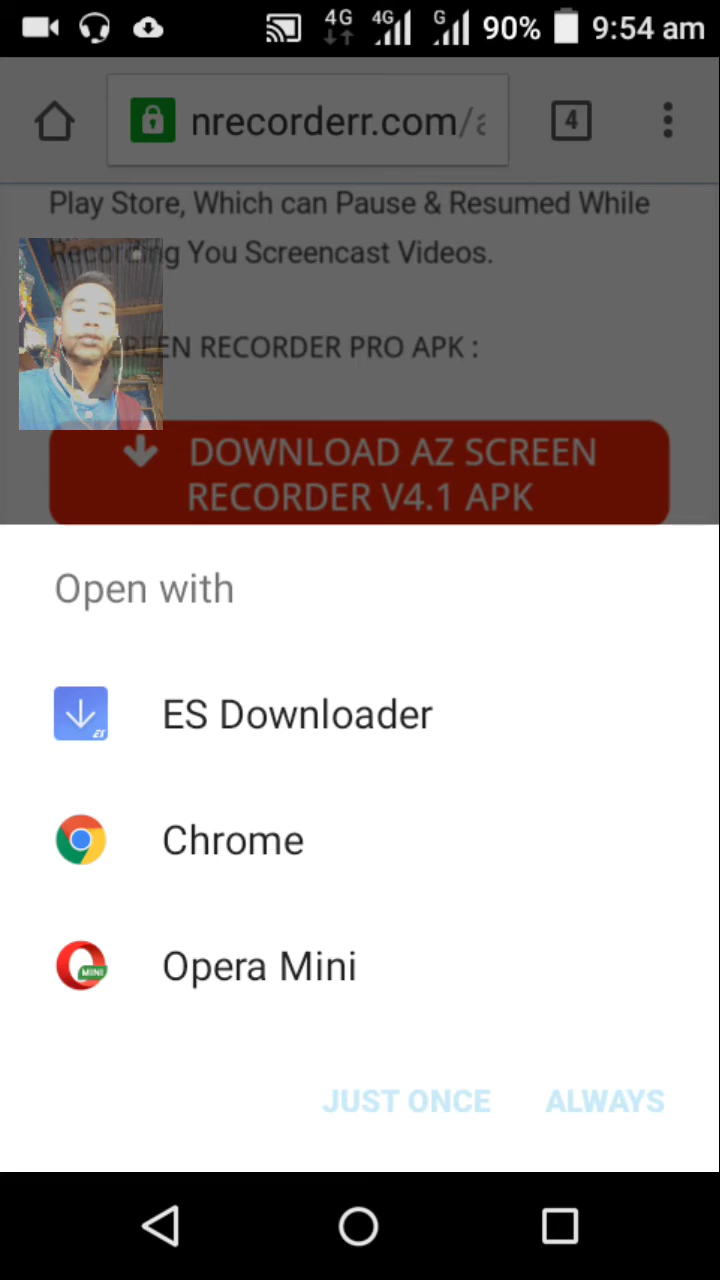 4G 4G G 90% 9:54 am
nrecorderr.com/a
4
Play Store, Which can Pause & Resumed While
Recording You Screencast Videos.
REEN RECORDER PRO APK :
DOWNLOAD AZ SCREEN
RECORDER V4.1 APK
Open with
ES Downloader
Chrome
Opera Mini
JUST ONCE ALWAYS